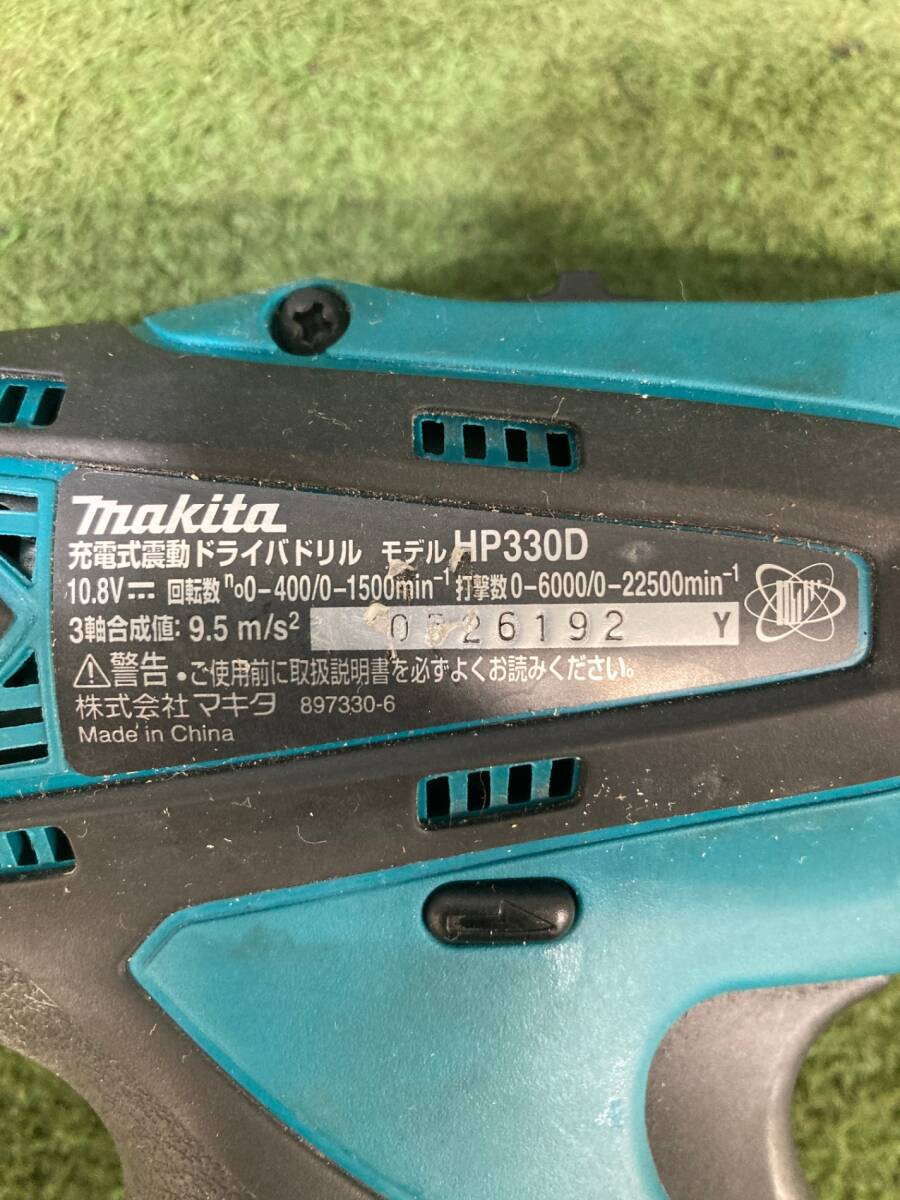 makita
充電式震動ドライバドリル モデル HP330D
10.8V⎓ 回転数 n₀0-400/0-1500min⁻¹ 打撃数 0-6000/0-22500min⁻¹
3軸合成値: 9.5 m/s² Y
⚠警告 •ご使用前に取扱説明書を必ずよくお読みください。
株式会社マキタ 897330-6
Made in China